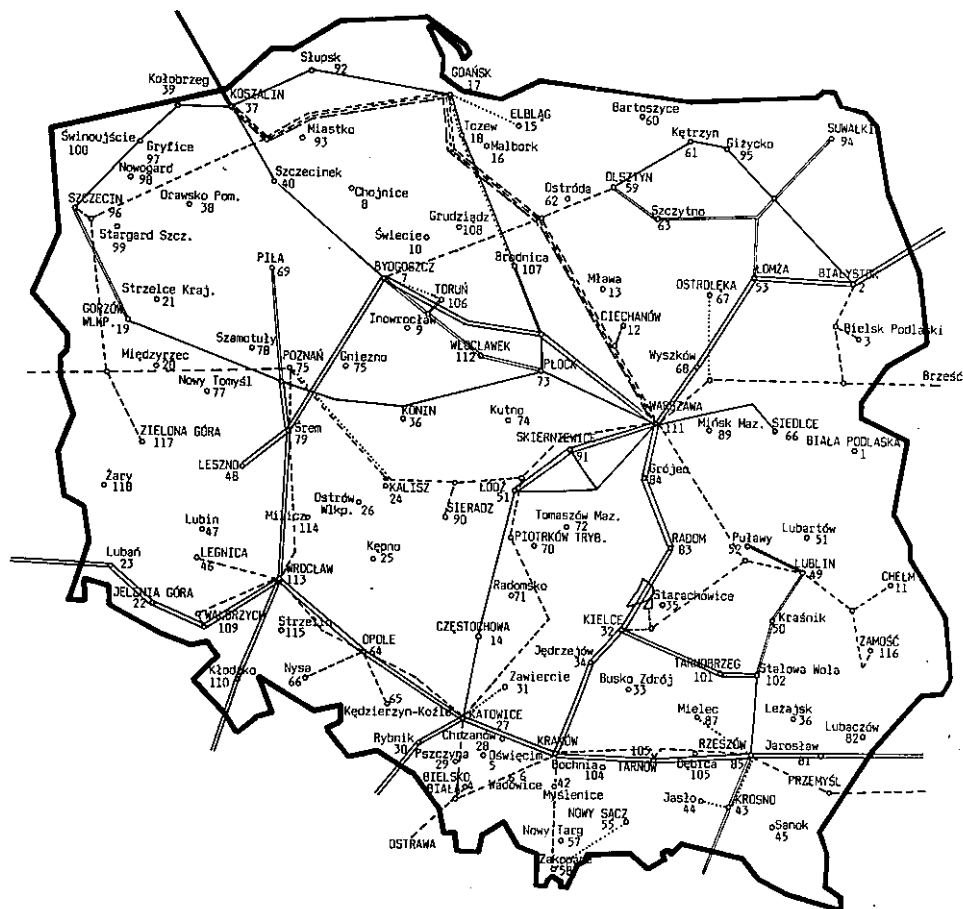 Słupsk
92
Kołobrzeg
39
KOSZALIN
37
GDAŃSK
17
ELBLĄG
15
Tczew
18
Malbork
16
Bartoszyce
60
Kętrzyn
61
Giżycko
95
SUWAŁKI
94
Świnoujście
100
Gryfice
97
Nowogard
98
Miastko
93
Szczecinek
40
Chojnice
8
Ostróda
62
OLSZTYN
59
Szczytno
63
SZCZECIN
96
Stargard Szcz.
99
Drawsko Pom.
38
Grudziądz
108
Świecie
10
Brodnica
107
PIŁA
69
BYDGOSZCZ
7
TORUŃ
106
Mława
13
OSTROŁĘKA
67
ŁOMŻA
53
BIAŁYSTOK
2
Strzelce Kraj.
21
GORZÓW
WLKP.19
Inowrocław
9
CIECHANÓW
12
Bielsk Podlaski
3
Szamotuły
78
Międzyrzec
20
POZNAŃ
75
Gniezno
75
WŁOCŁAWEK
112
PŁOCK
73
Wyszków
68
Nowy Tomyśl
77
Brześć
KONIN
36
Kutno
74
WARSZAWA
111
Mińsk Maz.
89
SIEDLCE
66
BIAŁA PODLASKA
1
ZIELONA GÓRA
117
Śrem
79
LESZNO
48
SKIERNIEWICE
91
Grójec
84
Żary
118
KALISZ
24
ŁÓDŹ
51
SIERADZ
90
Ostrów
Wlkp. 26
Milicz
114
Lubin
47
Tomaszów Maz.
72
PIOTRKÓW TRYB.
70
RADOM
83
Puławy
52
Lubartów
51
LUBLIN
49
CHEŁM
11
Lubań
23
LEGNICA
46
Kępno
25
WROCŁAW
113
Radomsko
71
Starachowice
35
JELENIA GÓRA
22
WAŁBRZYCH
109
Strzelin
115
OPOLE
64
CZĘSTOCHOWA
14
KIELCE
32
Kraśnik
50
ZAMOŚĆ
116
Jędrzejów
34
Kłodzko
110
Nysa
66
65
Kędzierzyn-Koźle
Zawiercie
31
Busko Zdrój
33
TARNOBRZEG
101
Stalowa Wola
102
KATOWICE
27
Mielec
87
Leżajsk
36
Lubaczów
82
Rybnik
30
Chrzanów
28
Oświęcim
5
Pszczyna
29
KRAKÓW
Bochnia
104
105
TARNÓW
Dębica
105
RZESZÓW
85
Jarosław
81
BIELSKO
BIAŁA 4
Wadowice
6
42
Myślenice
PRZEMYŚL
Jasło
44
KROSNO
43
NOWY SĄCZ
55
Sanok
45
OSTRAWA
Nowy Targ
57
Zakopane
58